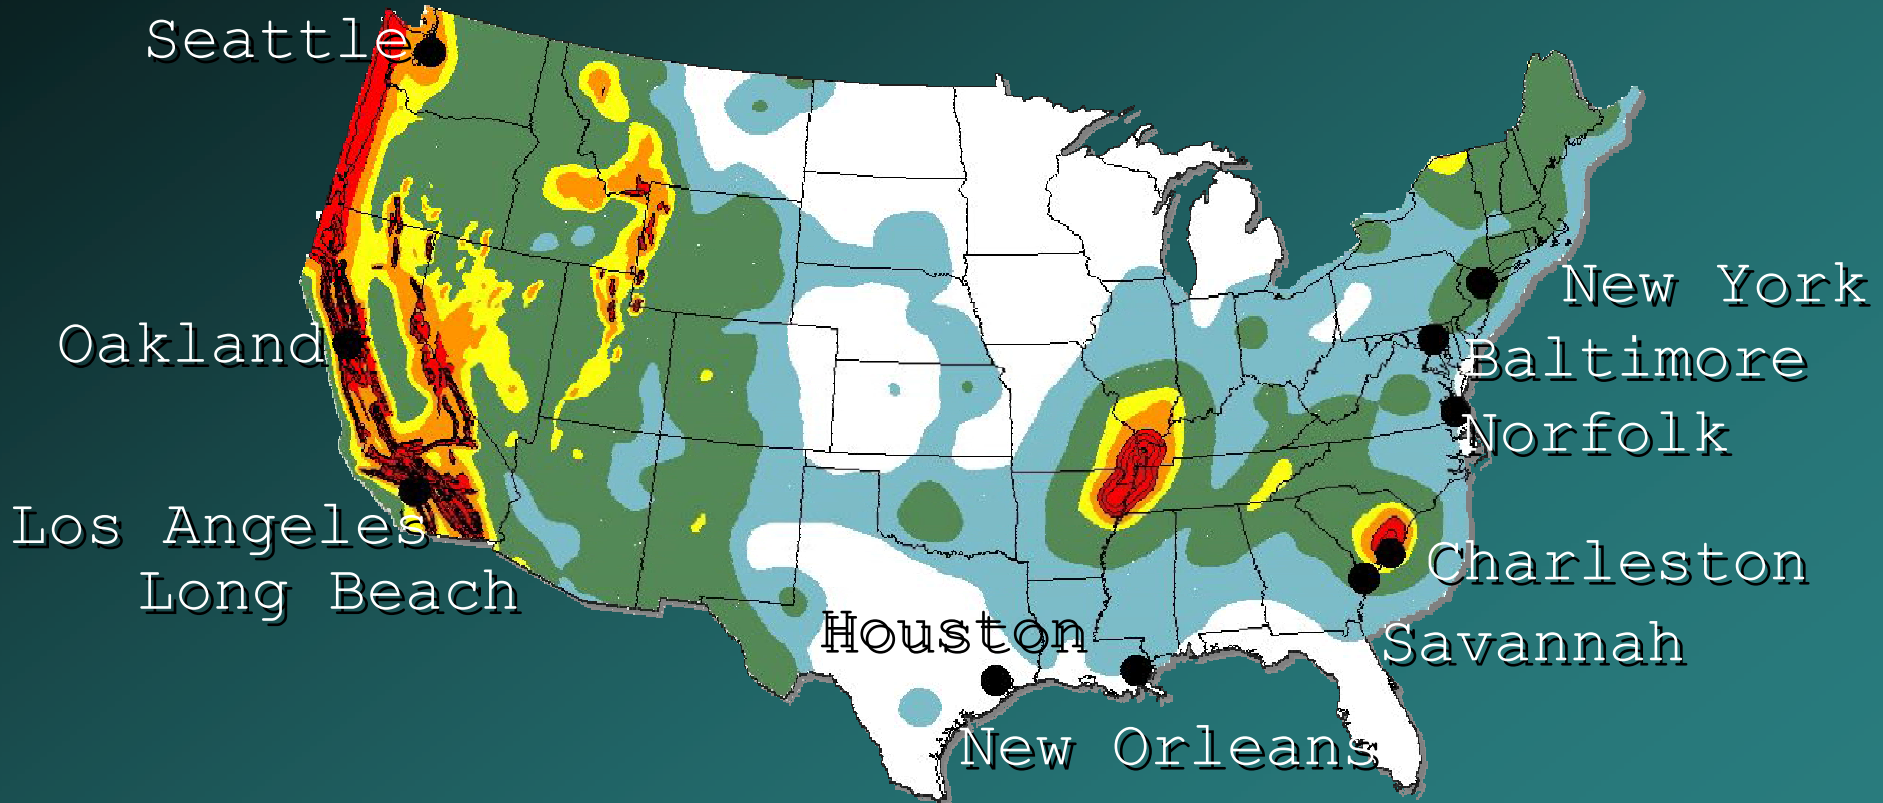 Seattle
New York
Oakland
Baltimore
Norfolk
Los Angeles
Long Beach
Charleston
Houston
Savannah
New Orleans